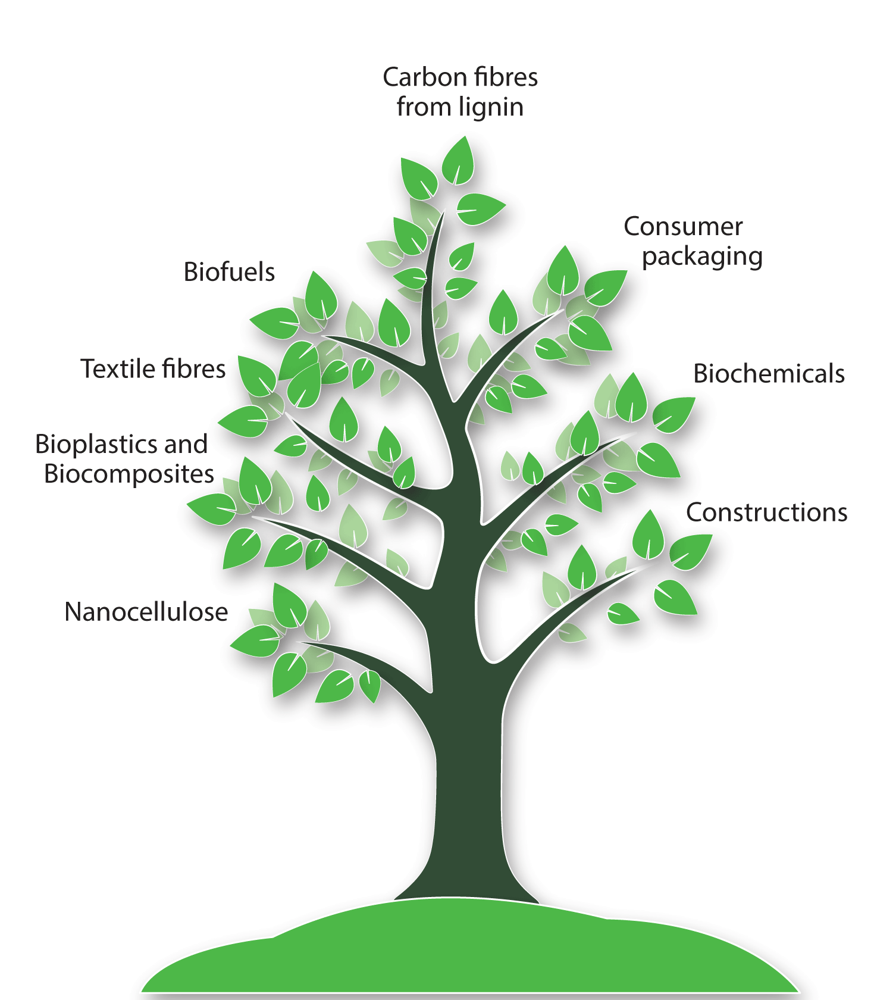 Carbon fibres
from lignin
Consumer
packaging
Biofuels
Textile fibres
Biochemicals
Bioplastics and
Biocomposites
Constructions
Nanocellulose